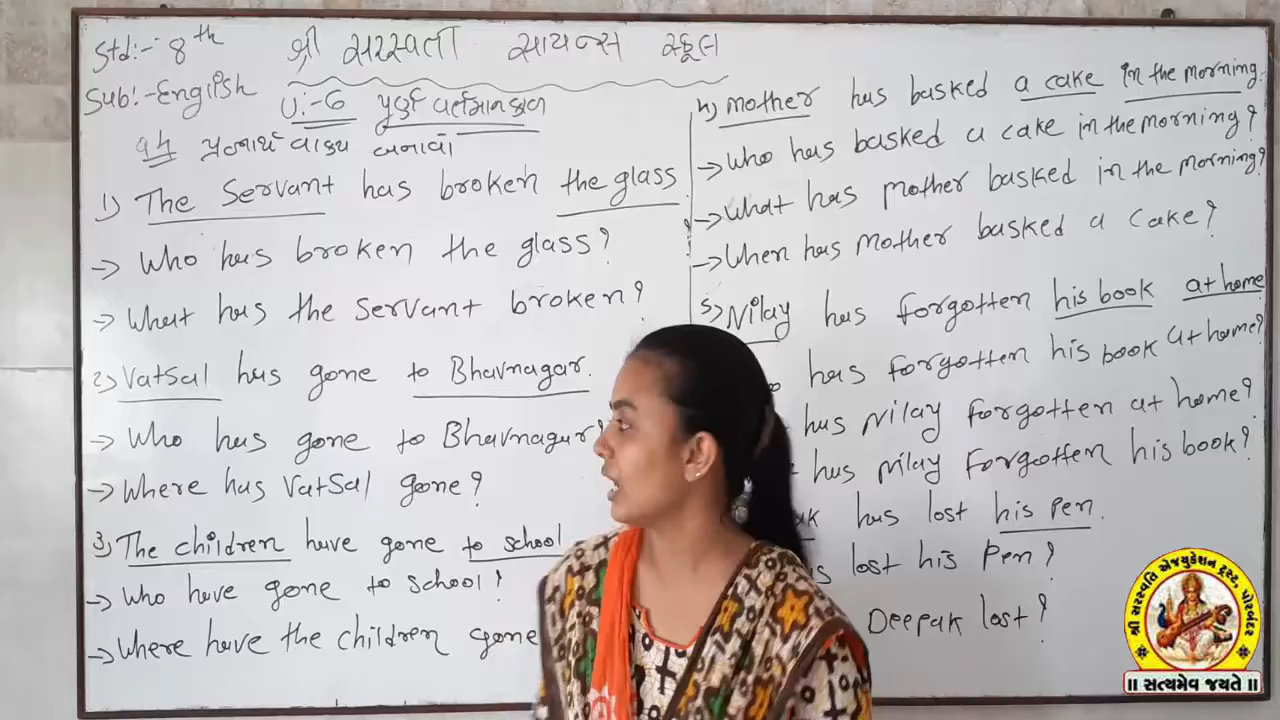 Std:- 8th
શ્રી સરસ્વતી સાયન્સ સ્કૂલ
Sub:-English
U:-6 પૂર્ણ વર્તમાનકાળ
પ્રશ્નાર્થ વાક્ય બનાવો
1) The Servant has broken the glass
→ Who has broken the glass?
→ What has the servant broken?
2) Vatsal has gone to Bhavnagar.
→ Who has gone to Bhavnagar?
→ Where has Vatsal gone?
3) The children have gone to school
→ Who have gone to school?
→ Where have the children gone
4) Mother has basked a cake in the morning.
→ Who has basked a cake in the morning?
→ What has Mother basked in the morning?
→ When has Mother basked a cake?
5) Nilay has forgotten his book at home
has forgotten his book at home?
has Nilay forgotten at home?
has Nilay forgotten his book?
has lost his pen.
lost his pen?
Deepak lost?
શ્રી સરસ્વતિ એજ્યુકેશન ટ્રસ્ટ, પોરબંદર
॥ સત્યમેવ જયતે ॥